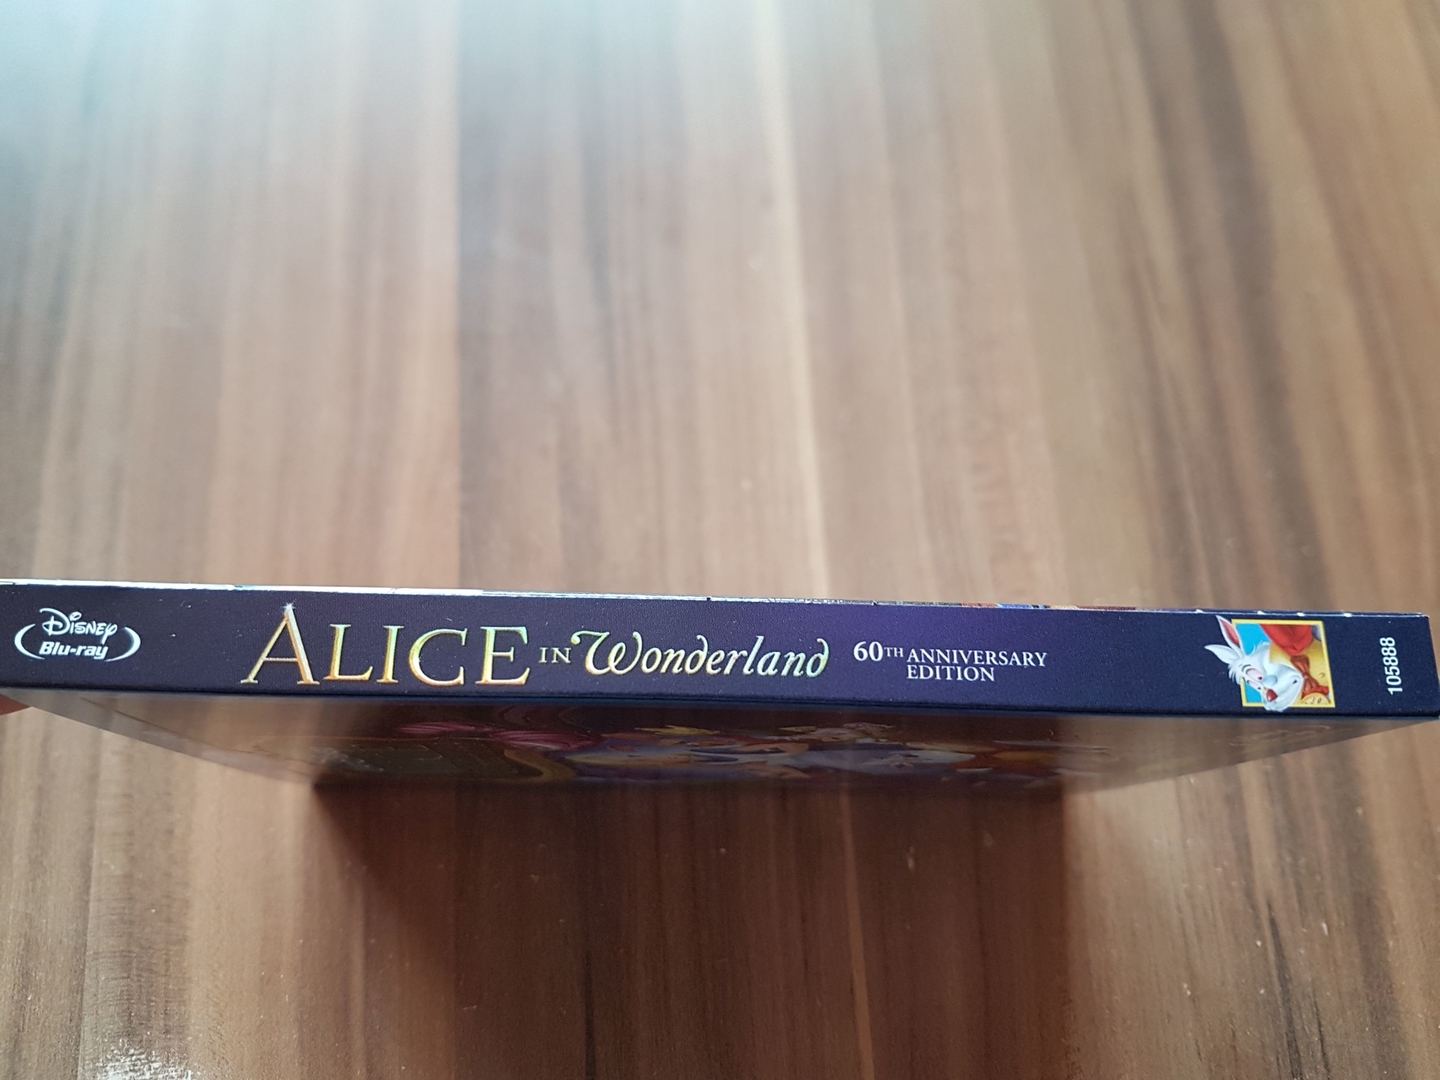 Disney
Blu-ray
ALICE IN Wonderland
60TH ANNIVERSARY
EDITION
105888